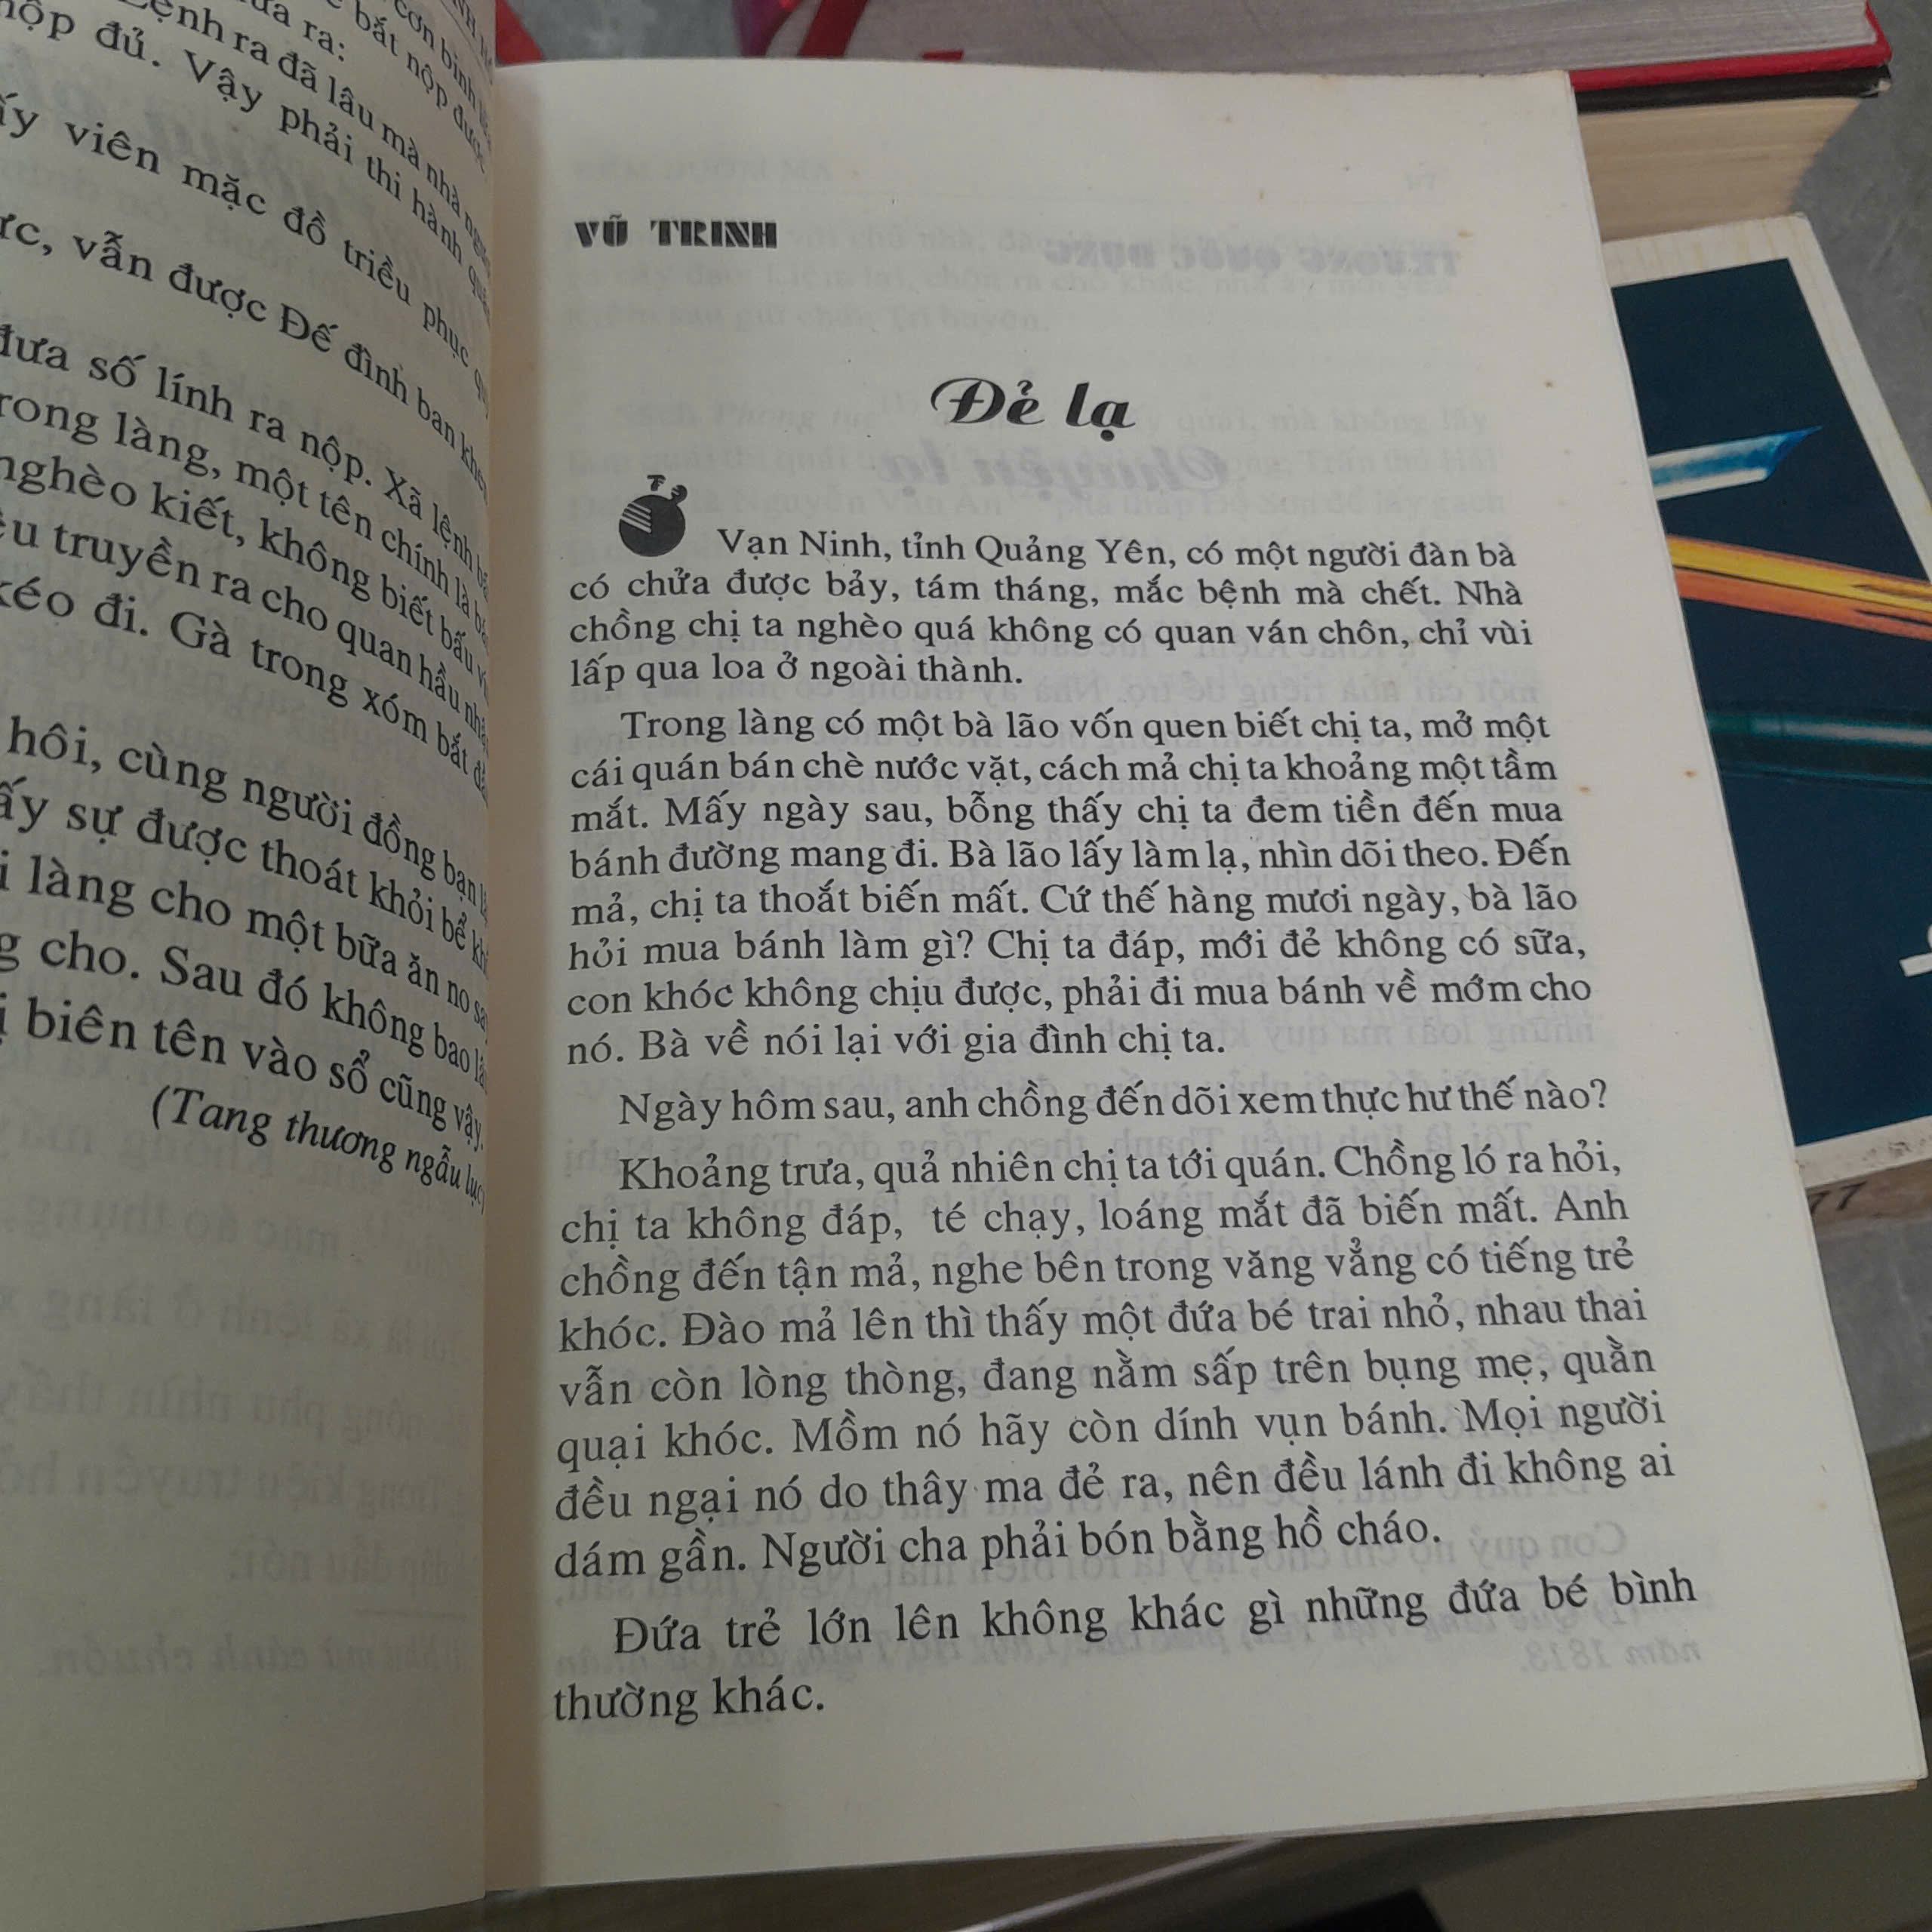 ra:
bắt nộp được
Lệnh ra đã lâu mà nhà
nộp đủ. Vậy phải thi hành
viên mặc đồ triều phục
vẫn được Đế đình ban
đưa số lính ra nộp. Xã lệnh
trong làng, một tên chính là
nghèo kiết, không biết bấu
truyền ra cho quan hầu
kéo đi. Gà trong xóm bắt
hôi, cùng người đồng bạn
ấy sự được thoát khỏi bể
làng cho một bữa ăn no
cho. Sau đó không bao
biên tên vào sổ cũng vậy.
(Tang thương ngẫu lục)
VŨ TRINH
Đẻ lạ
Ở Vạn Ninh, tỉnh Quảng Yên, có một người đàn bà
có chửa được bảy, tám tháng, mắc bệnh mà chết. Nhà
chồng chị ta nghèo quá không có quan ván chôn, chỉ vùi
lấp qua loa ở ngoài thành.
Trong làng có một bà lão vốn quen biết chị ta, mở một
cái quán bán chè nước vặt, cách mả chị ta khoảng một tầm
mắt. Mấy ngày sau, bỗng thấy chị ta đem tiền đến mua
bánh đường mang đi. Bà lão lấy làm lạ, nhìn dõi theo. Đến
mả, chị ta thoắt biến mất. Cứ thế hàng mươi ngày, bà lão
hỏi mua bánh làm gì? Chị ta đáp, mới đẻ không có sữa,
con khóc không chịu được, phải đi mua bánh về mớm cho
nó. Bà về nói lại với gia đình chị ta.
Ngày hôm sau, anh chồng đến dõi xem thực hư thế nào?
Khoảng trưa, quả nhiên chị ta tới quán. Chồng ló ra hỏi,
chị ta không đáp, té chạy, loáng mắt đã biến mất. Anh
chồng đến tận mả, nghe bên trong văng vẳng có tiếng trẻ
khóc. Đào mả lên thì thấy một đứa bé trai nhỏ, nhau thai
vẫn còn lòng thòng, đang nằm sấp trên bụng mẹ, quằn
quại khóc. Mồm nó hãy còn dính vụn bánh. Mọi người
đều ngại nó do thây ma đẻ ra, nên đều lánh đi không ai
dám gần. Người cha phải bón bằng hồ cháo.
Đứa trẻ lớn lên không khác gì những đứa bé bình
thường khác.
77